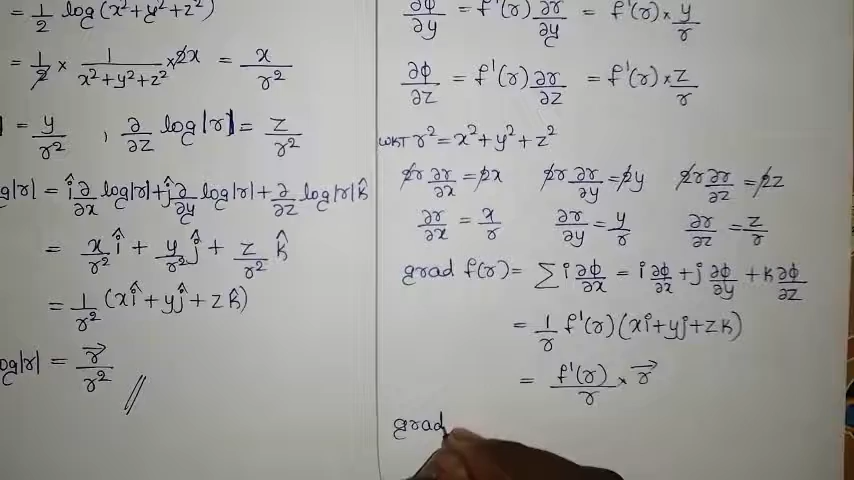 = 1/2 log(x²+y²+z²)
= 1/2 × 1/(x²+y²+z²) × 2x = x/r²
= y/r² , ∂/∂z log|r| = z/r²
g|r| = î ∂/∂x log|r| + ĵ ∂/∂y log|r| + ∂/∂z log|r| k̂
= x/r² î + y/r² ĵ + z/r² k̂
= 1/r² (xî + yĵ + zk̂)
g|r| = r⃗/r² //
∂φ/∂y = f'(r) ∂r/∂y = f'(r) × y/r
∂φ/∂z = f'(r) ∂r/∂z = f'(r) × z/r
WKT r² = x² + y² + z²
2r ∂r/∂x = 2x 2r ∂r/∂y = 2y 2r ∂r/∂z = 2z
∂r/∂x = x/r ∂r/∂y = y/r ∂r/∂z = z/r
grad f(r) = ∑ i ∂φ/∂x = i ∂φ/∂x + j ∂φ/∂y + k ∂φ/∂z
= 1/r f'(r) (xi + yj + zk)
= f'(r)/r × r⃗
grad